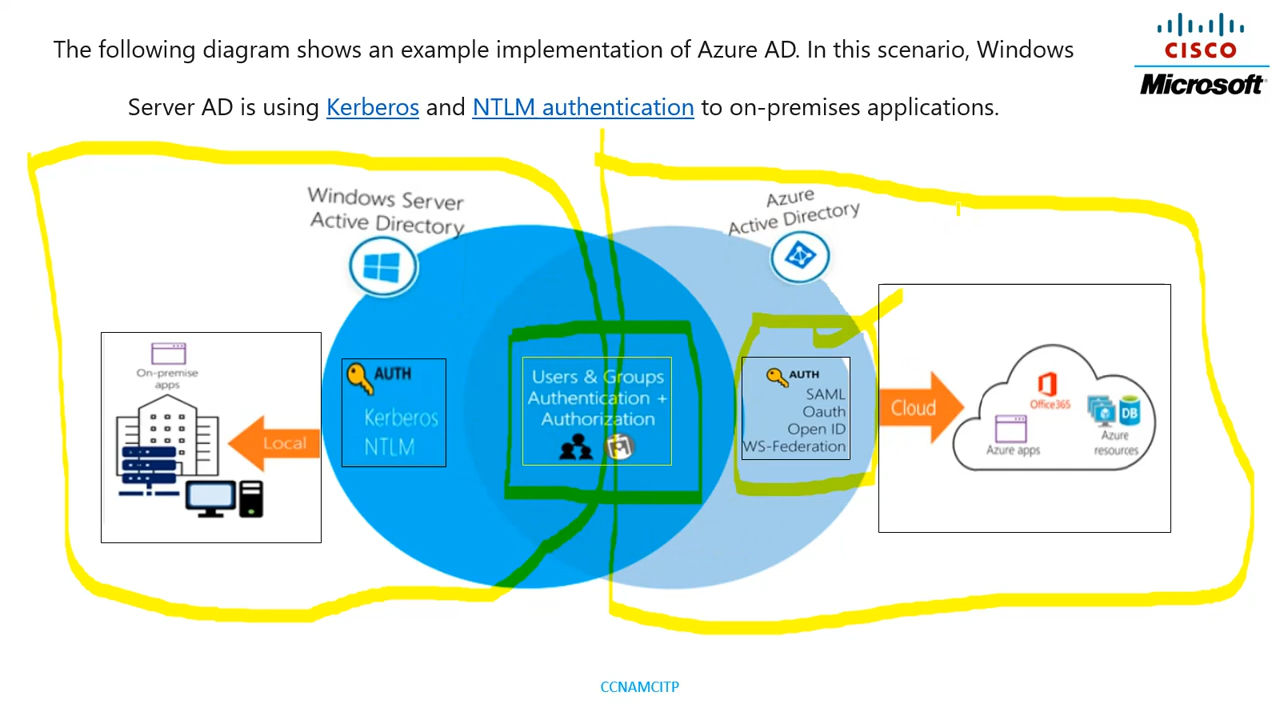 The following diagram shows an example implementation of Azure AD. In this scenario, Windows
Server AD is using Kerberos and NTLM authentication to on-premises applications.
CISCO
Microsoft
Windows Server
Active Directory
Azure
Active Directory
On-premise
apps
Local
AUTH
Kerberos
NTLM
Users & Groups
Authentication +
Authorization
AUTH
SAML
Oauth
Open ID
WS-Federation
Cloud
Office365
Azure apps
DB
Azure
resources
CCNAMCITP